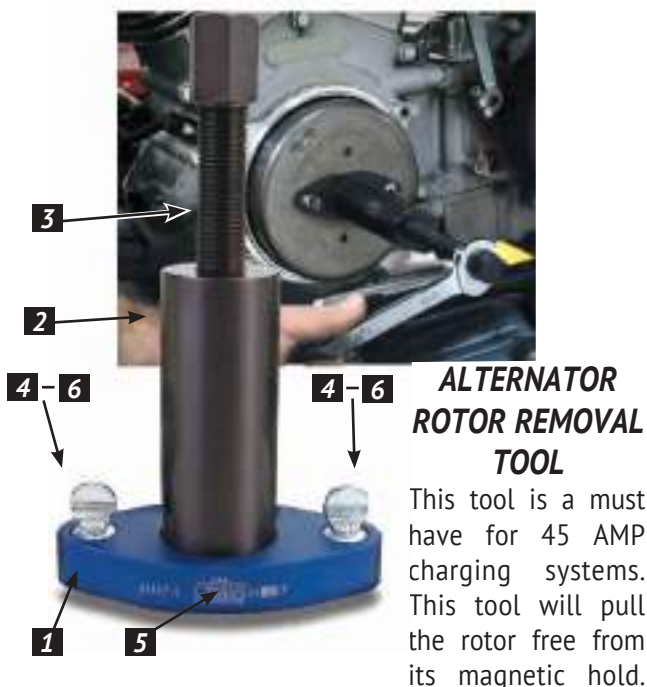 3
2
4 - 6
4 - 6
1
5
ALTERNATOR
ROTOR REMOVAL
TOOL
This tool is a must
have for 45 AMP
charging systems.
This tool will pull
the rotor free from
its magnetic hold.